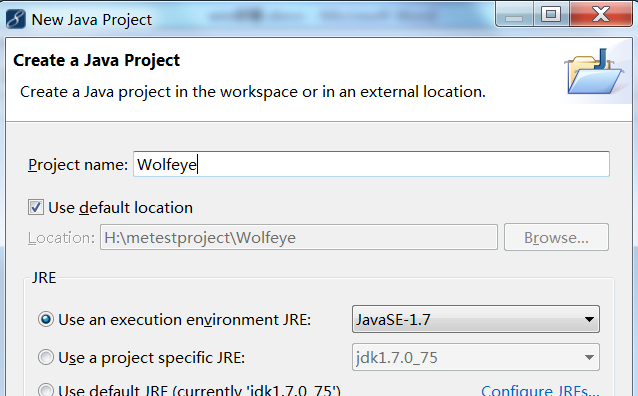 New Java Project
Create a Java Project
Create a Java project in the workspace or in an external location.
Project name: Wolfeye
Use default location
Location: H:\metestproject\Wolfeye Browse...
JRE
Use an execution environment JRE: JavaSE-1.7
Use a project specific JRE: jdk1.7.0_75
Use default JRE (currently 'jdk1.7.0_75') Configure JREs...